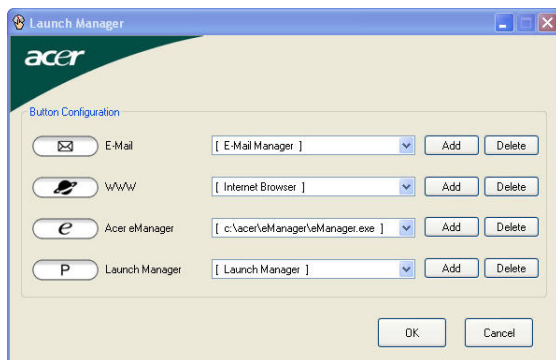 Launch Manager
acer
Button Configuration
E-Mail [ E-Mail Manager ] Add Delete
WWW [ Internet Browser ] Add Delete
e Acer eManager [ c:\acer\eManager\eManager.exe ] Add Delete
P Launch Manager [ Launch Manager ] Add Delete
OK Cancel